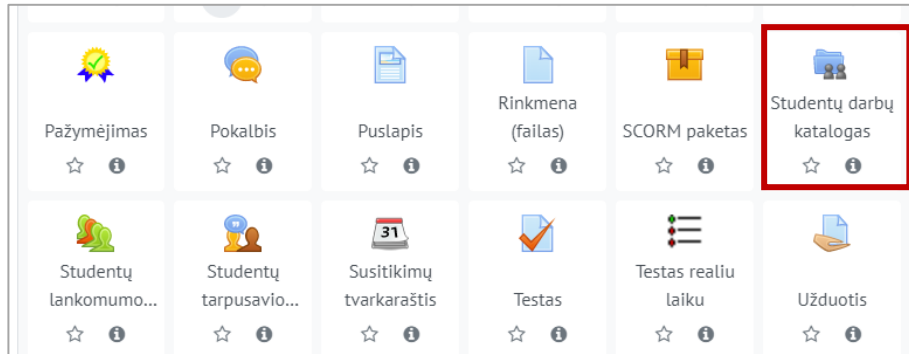 Pažymėjimas
Pokalbis
Puslapis
Rinkmena
(failas)
SCORM paketas
Studentų darbų
katalogas
Studentų
lankomumo...
Studentų
tarpusavio...
31
Susitikimų
tvarkaraštis
Testas
Testas realiu
laiku
Užduotis